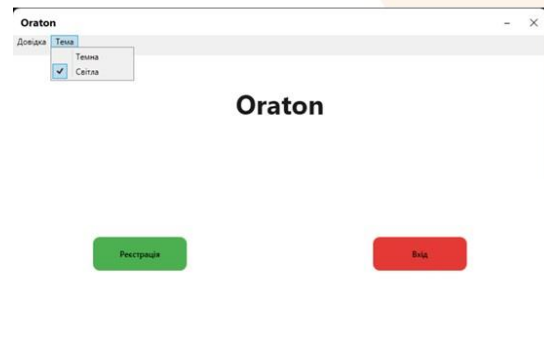 Oraton
Довідка Тема
Темна
Світла
Oraton
Реєстрація Вхід